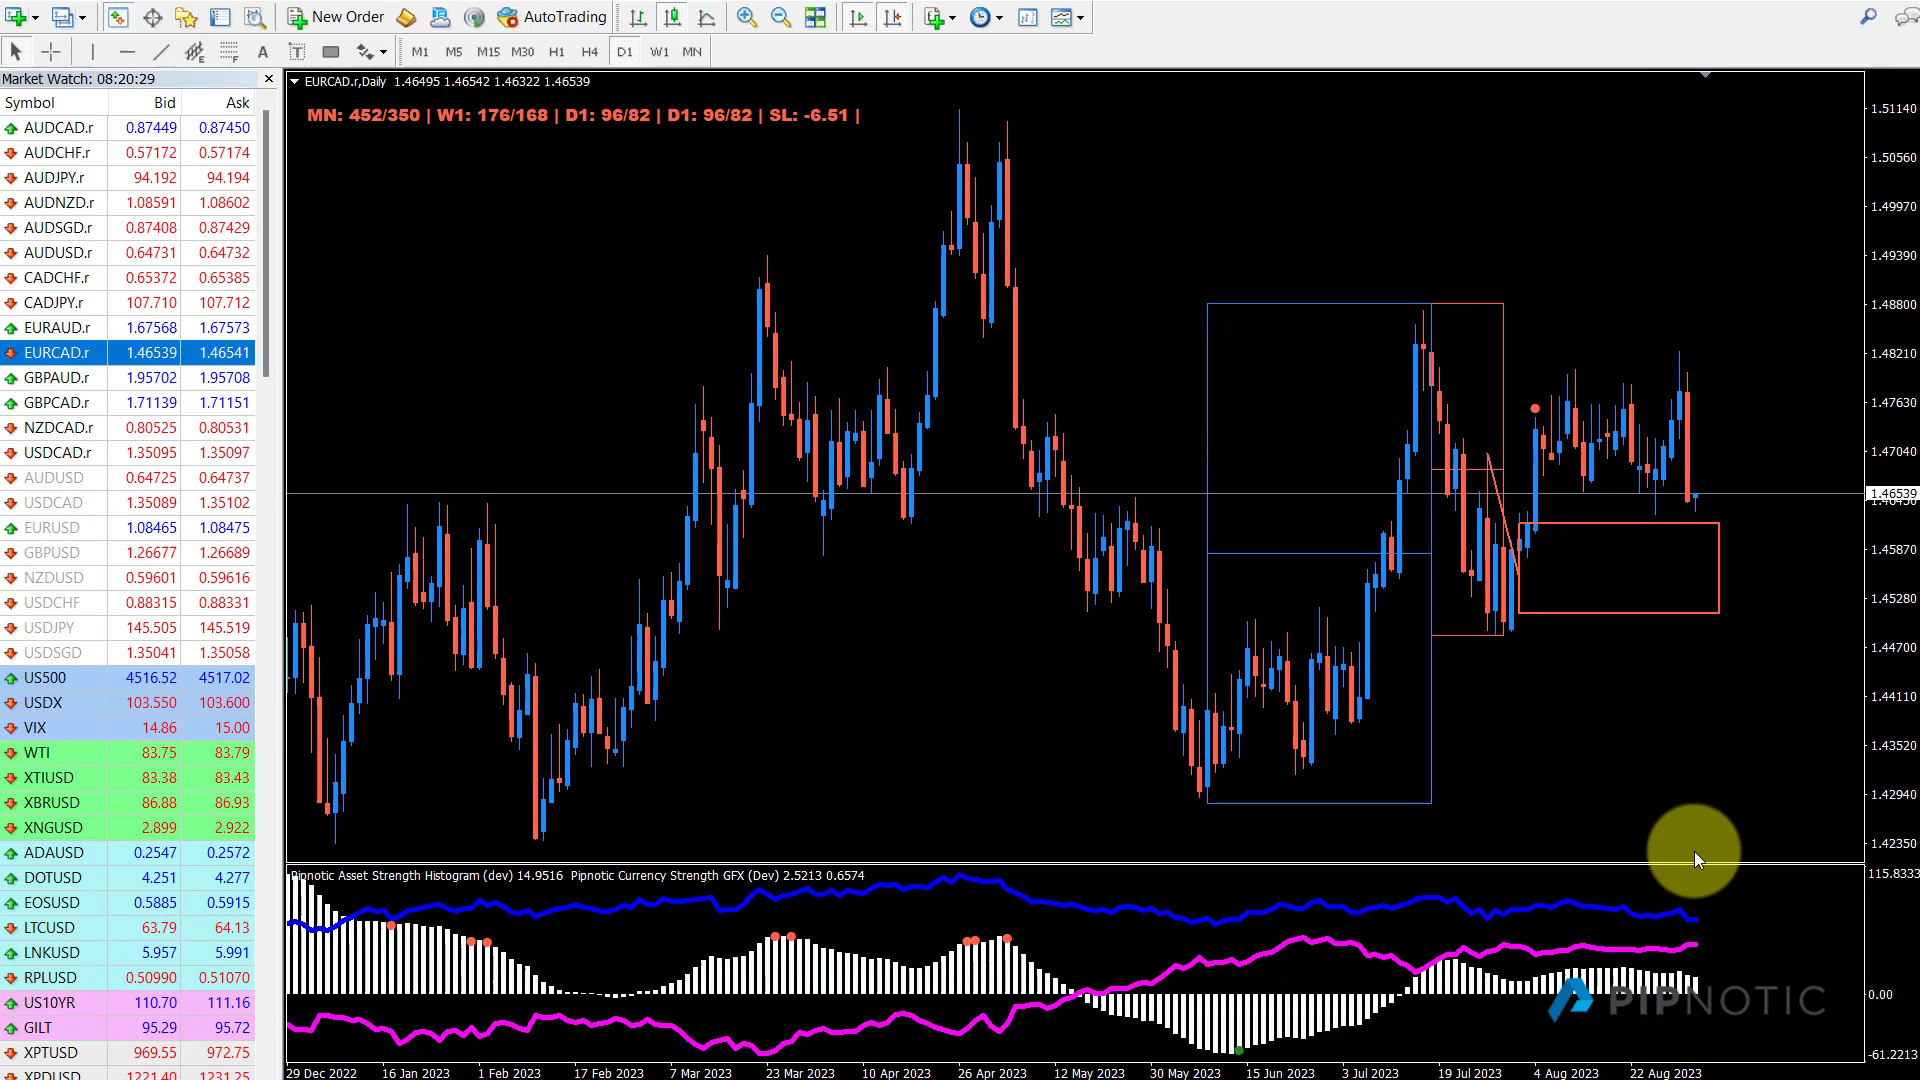 New Order
AutoTrading
A
T
M1 M5 M15 M30 H1 H4 D1 W1 MN
Market Watch: 08:20:29
Symbol Bid Ask
AUDCAD.r 0.87449 0.87450
AUDCHF.r 0.57172 0.57174
AUDJPY.r 94.192 94.194
AUDNZD.r 1.08591 1.08602
AUDSGD.r 0.87408 0.87429
AUDUSD.r 0.64731 0.64732
CADCHF.r 0.65372 0.65385
CADJPY.r 107.710 107.712
EURAUD.r 1.67568 1.67573
EURCAD.r 1.46539 1.46541
GBPAUD.r 1.95702 1.95708
GBPCAD.r 1.71139 1.71151
NZDCAD.r 0.80525 0.80531
USDCAD.r 1.35095 1.35097
AUDUSD 0.64725 0.64737
USDCAD 1.35089 1.35102
EURUSD 1.08465 1.08475
GBPUSD 1.26677 1.26689
NZDUSD 0.59601 0.59616
USDCHF 0.88315 0.88331
USDJPY 145.505 145.519
USDSGD 1.35041 1.35058
US500 4516.52 4517.02
USDX 103.550 103.600
VIX 14.86 15.00
WTI 83.75 83.79
XTIUSD 83.38 83.43
XBRUSD 86.88 86.93
XNGUSD 2.899 2.922
ADAUSD 0.2547 0.2572
DOTUSD 4.251 4.277
EOSUSD 0.5885 0.5915
LTCUSD 63.79 64.13
LNKUSD 5.957 5.991
RPLUSD 0.50990 0.51070
US10YR 110.70 111.16
GILT 95.29 95.72
XPTUSD 969.55 972.75
XPDUSD 1221.40 1231.25
EURCAD.r,Daily 1.46495 1.46542 1.46322 1.46539
MN: 452/350 | W1: 176/168 | D1: 96/82 | D1: 96/82 | SL: -6.51 |
1.51140
1.50560
1.49970
1.49390
1.48800
1.48210
1.47630
1.47040
1.46539
1.45870
1.45280
1.44700
1.44110
1.43520
1.42940
1.42350
Pipnotic Asset Strength Histogram (dev) 14.9516 Pipnotic Currency Strength GFX (Dev) 2.5213 0.6574
115.8333
0.00
-61.2213
PIPNOTIC
29 Dec 2022 16 Jan 2023 1 Feb 2023 17 Feb 2023 7 Mar 2023 23 Mar 2023 10 Apr 2023 26 Apr 2023 12 May 2023 30 May 2023 15 Jun 2023 3 Jul 2023 19 Jul 2023 4 Aug 2023 22 Aug 2023